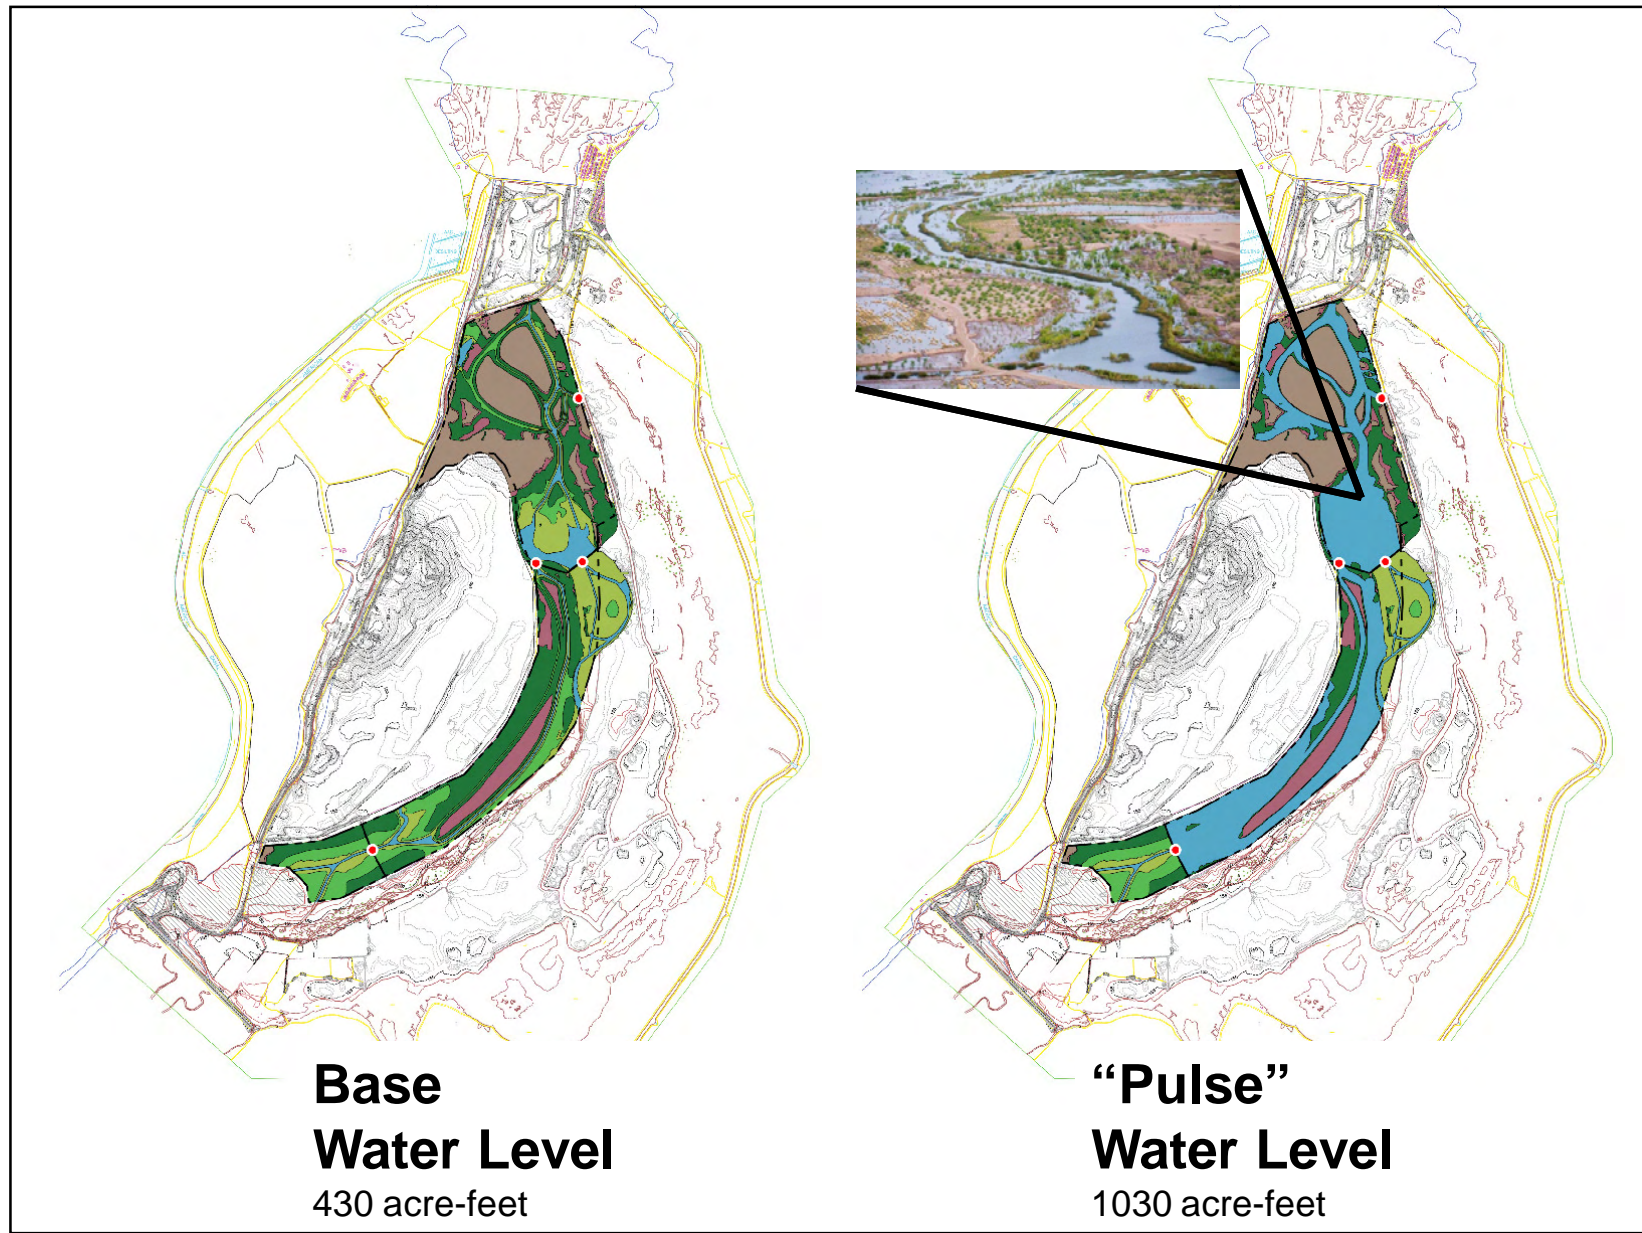 Base
Water Level
430 acre-feet
“Pulse”
Water Level
1030 acre-feet